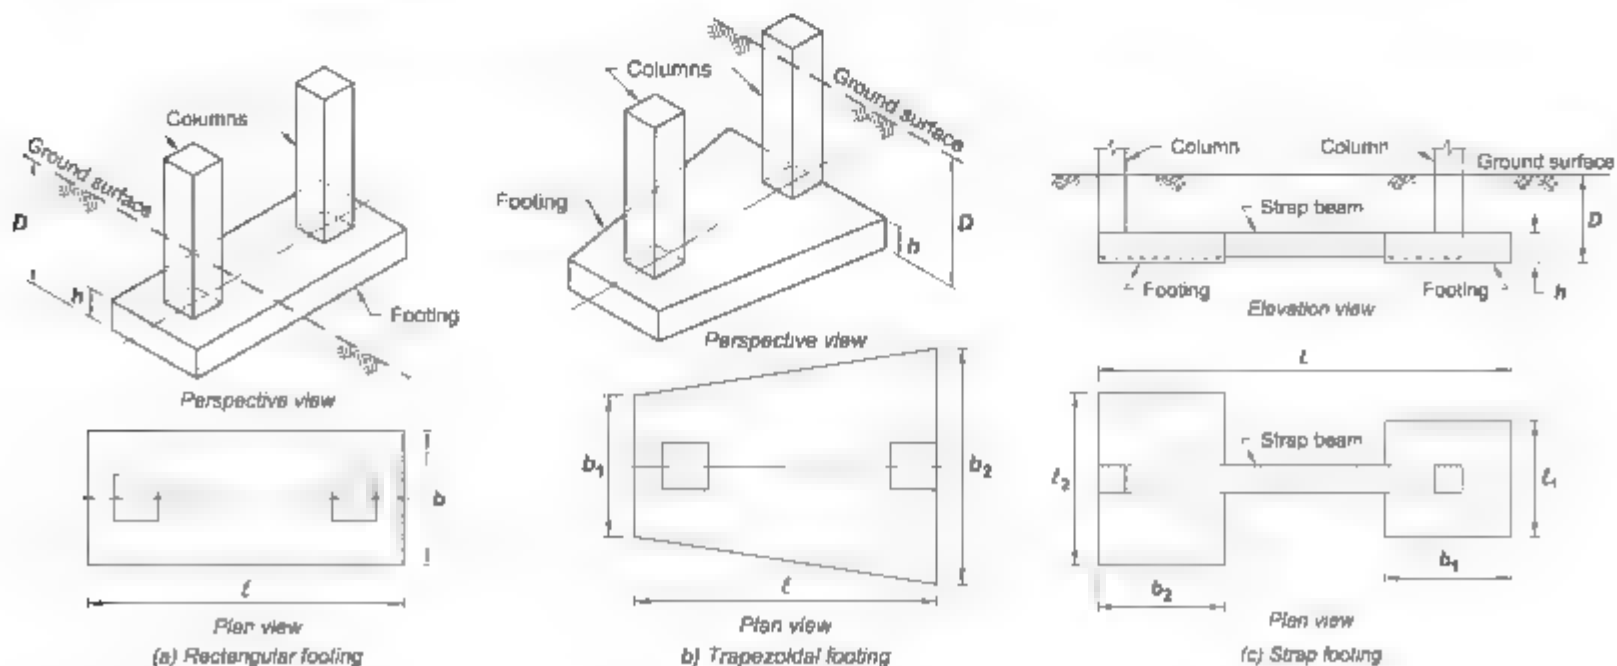 Columns
Ground surface
D
h
Footing
Perspective view
b
ℓ
Plan view
(a) Rectangular footing
Columns
Ground surface
Footing
D
h
Perspective view
b₁
b₂
ℓ
Plan view
b) Trapezoidal footing
Column
Column
Ground surface
Strap beam
D
Footing
Footing
h
Elevation view
ℓ
Strap beam
ℓ₂
ℓ₁
b₂
b₁
Plan view
(c) Strap footing